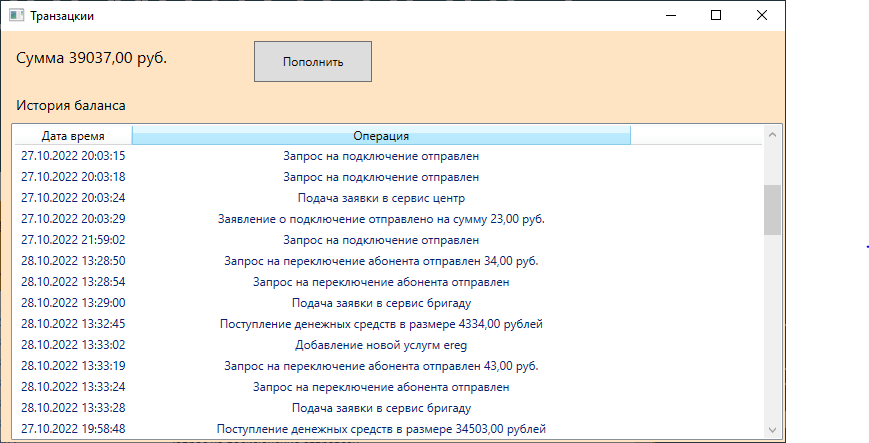 Транзацкии
Сумма 39037,00 руб.
Пополнить
История баланса
Дата время Операция
27.10.2022 20:03:15 Запрос на подключение отправлен
27.10.2022 20:03:18 Запрос на подключение отправлен
27.10.2022 20:03:24 Подача заявки в сервис центр
27.10.2022 20:03:29 Заявление о подключение отправлено на сумму 23,00 руб.
27.10.2022 21:59:02 Запрос на подключение отправлен
28.10.2022 13:28:50 Запрос на переключение абонента отправлен 34,00 руб.
28.10.2022 13:28:54 Запрос на переключение абонента отправлен
28.10.2022 13:29:00 Подача заявки в сервис бригаду
28.10.2022 13:32:45 Поступление денежных средств в размере 4334,00 рублей
28.10.2022 13:33:02 Добавление новой услугм ereg
28.10.2022 13:33:19 Запрос на переключение абонента отправлен 43,00 руб.
28.10.2022 13:33:24 Запрос на переключение абонента отправлен
28.10.2022 13:33:28 Подача заявки в сервис бригаду
27.10.2022 19:58:48 Поступление денежных средств в размере 34503,00 рублей